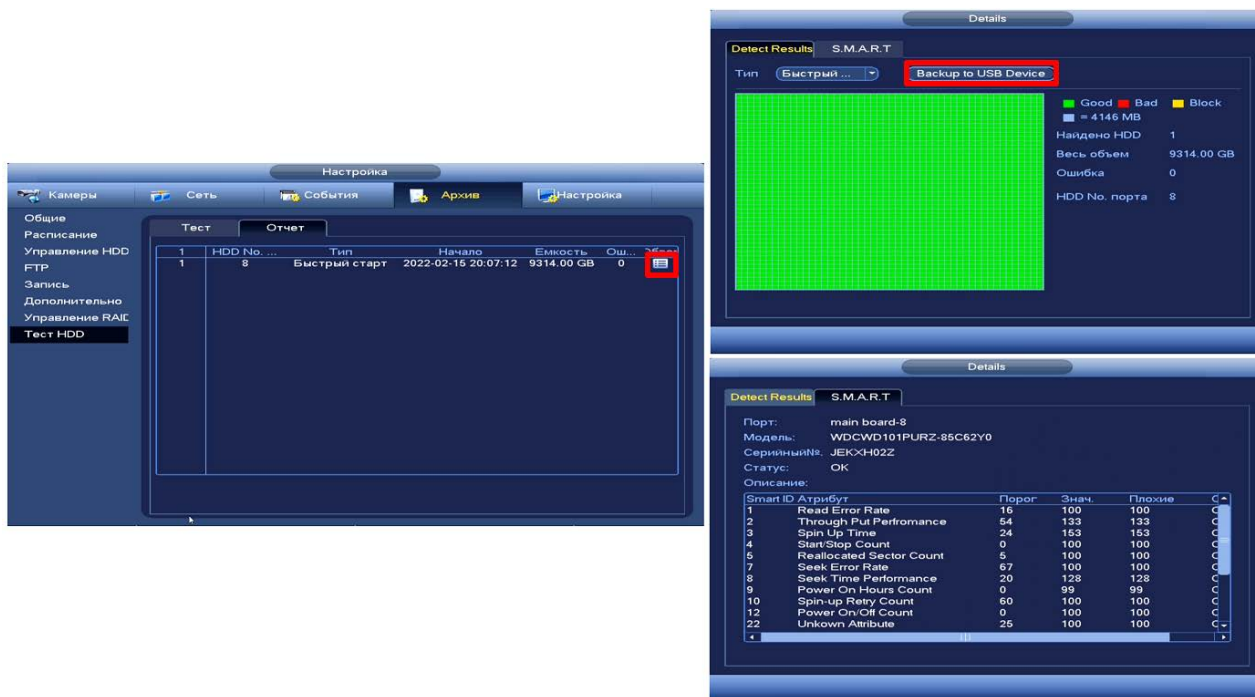 Настройка
Камеры Сеть События Архив Настройка
Общие
Расписание
Управление HDD
FTP
Запись
Дополнительно
Управление RAID
Тест HDD
Тест Отчет
1 HDD No. ... Тип Начало Емкость Ош...
1 8 Быстрый старт 2022-02-15 20:07:12 9314.00 GB 0
Details
Detect Results S.M.A.R.T
Тип Быстрый ... Backup to USB Device
Good Bad Block
= 4146 MB
Найдено HDD 1
Весь объем 9314.00 GB
Ошибка 0
HDD No. порта 8
Details
Detect Results S.M.A.R.T
Порт: main board-8
Модель: WDCWD101PURZ-85C62Y0
Серийный№. JEKXH02Z
Статус: OK
Описание:
Smart ID Атрибут Порог Знач. Плохие
1 Read Error Rate 16 100 100
2 Through Put Perfromance 54 133 133
3 Spin Up Time 24 153 153
4 Start/Stop Count 0 100 100
5 Reallocated Sector Count 5 100 100
7 Seek Error Rate 67 100 100
8 Seek Time Performance 20 128 128
9 Power On Hours Count 0 99 99
10 Spin-up Retry Count 60 100 100
12 Power On/Off Count 0 100 100
22 Unkown Attribute 25 100 100